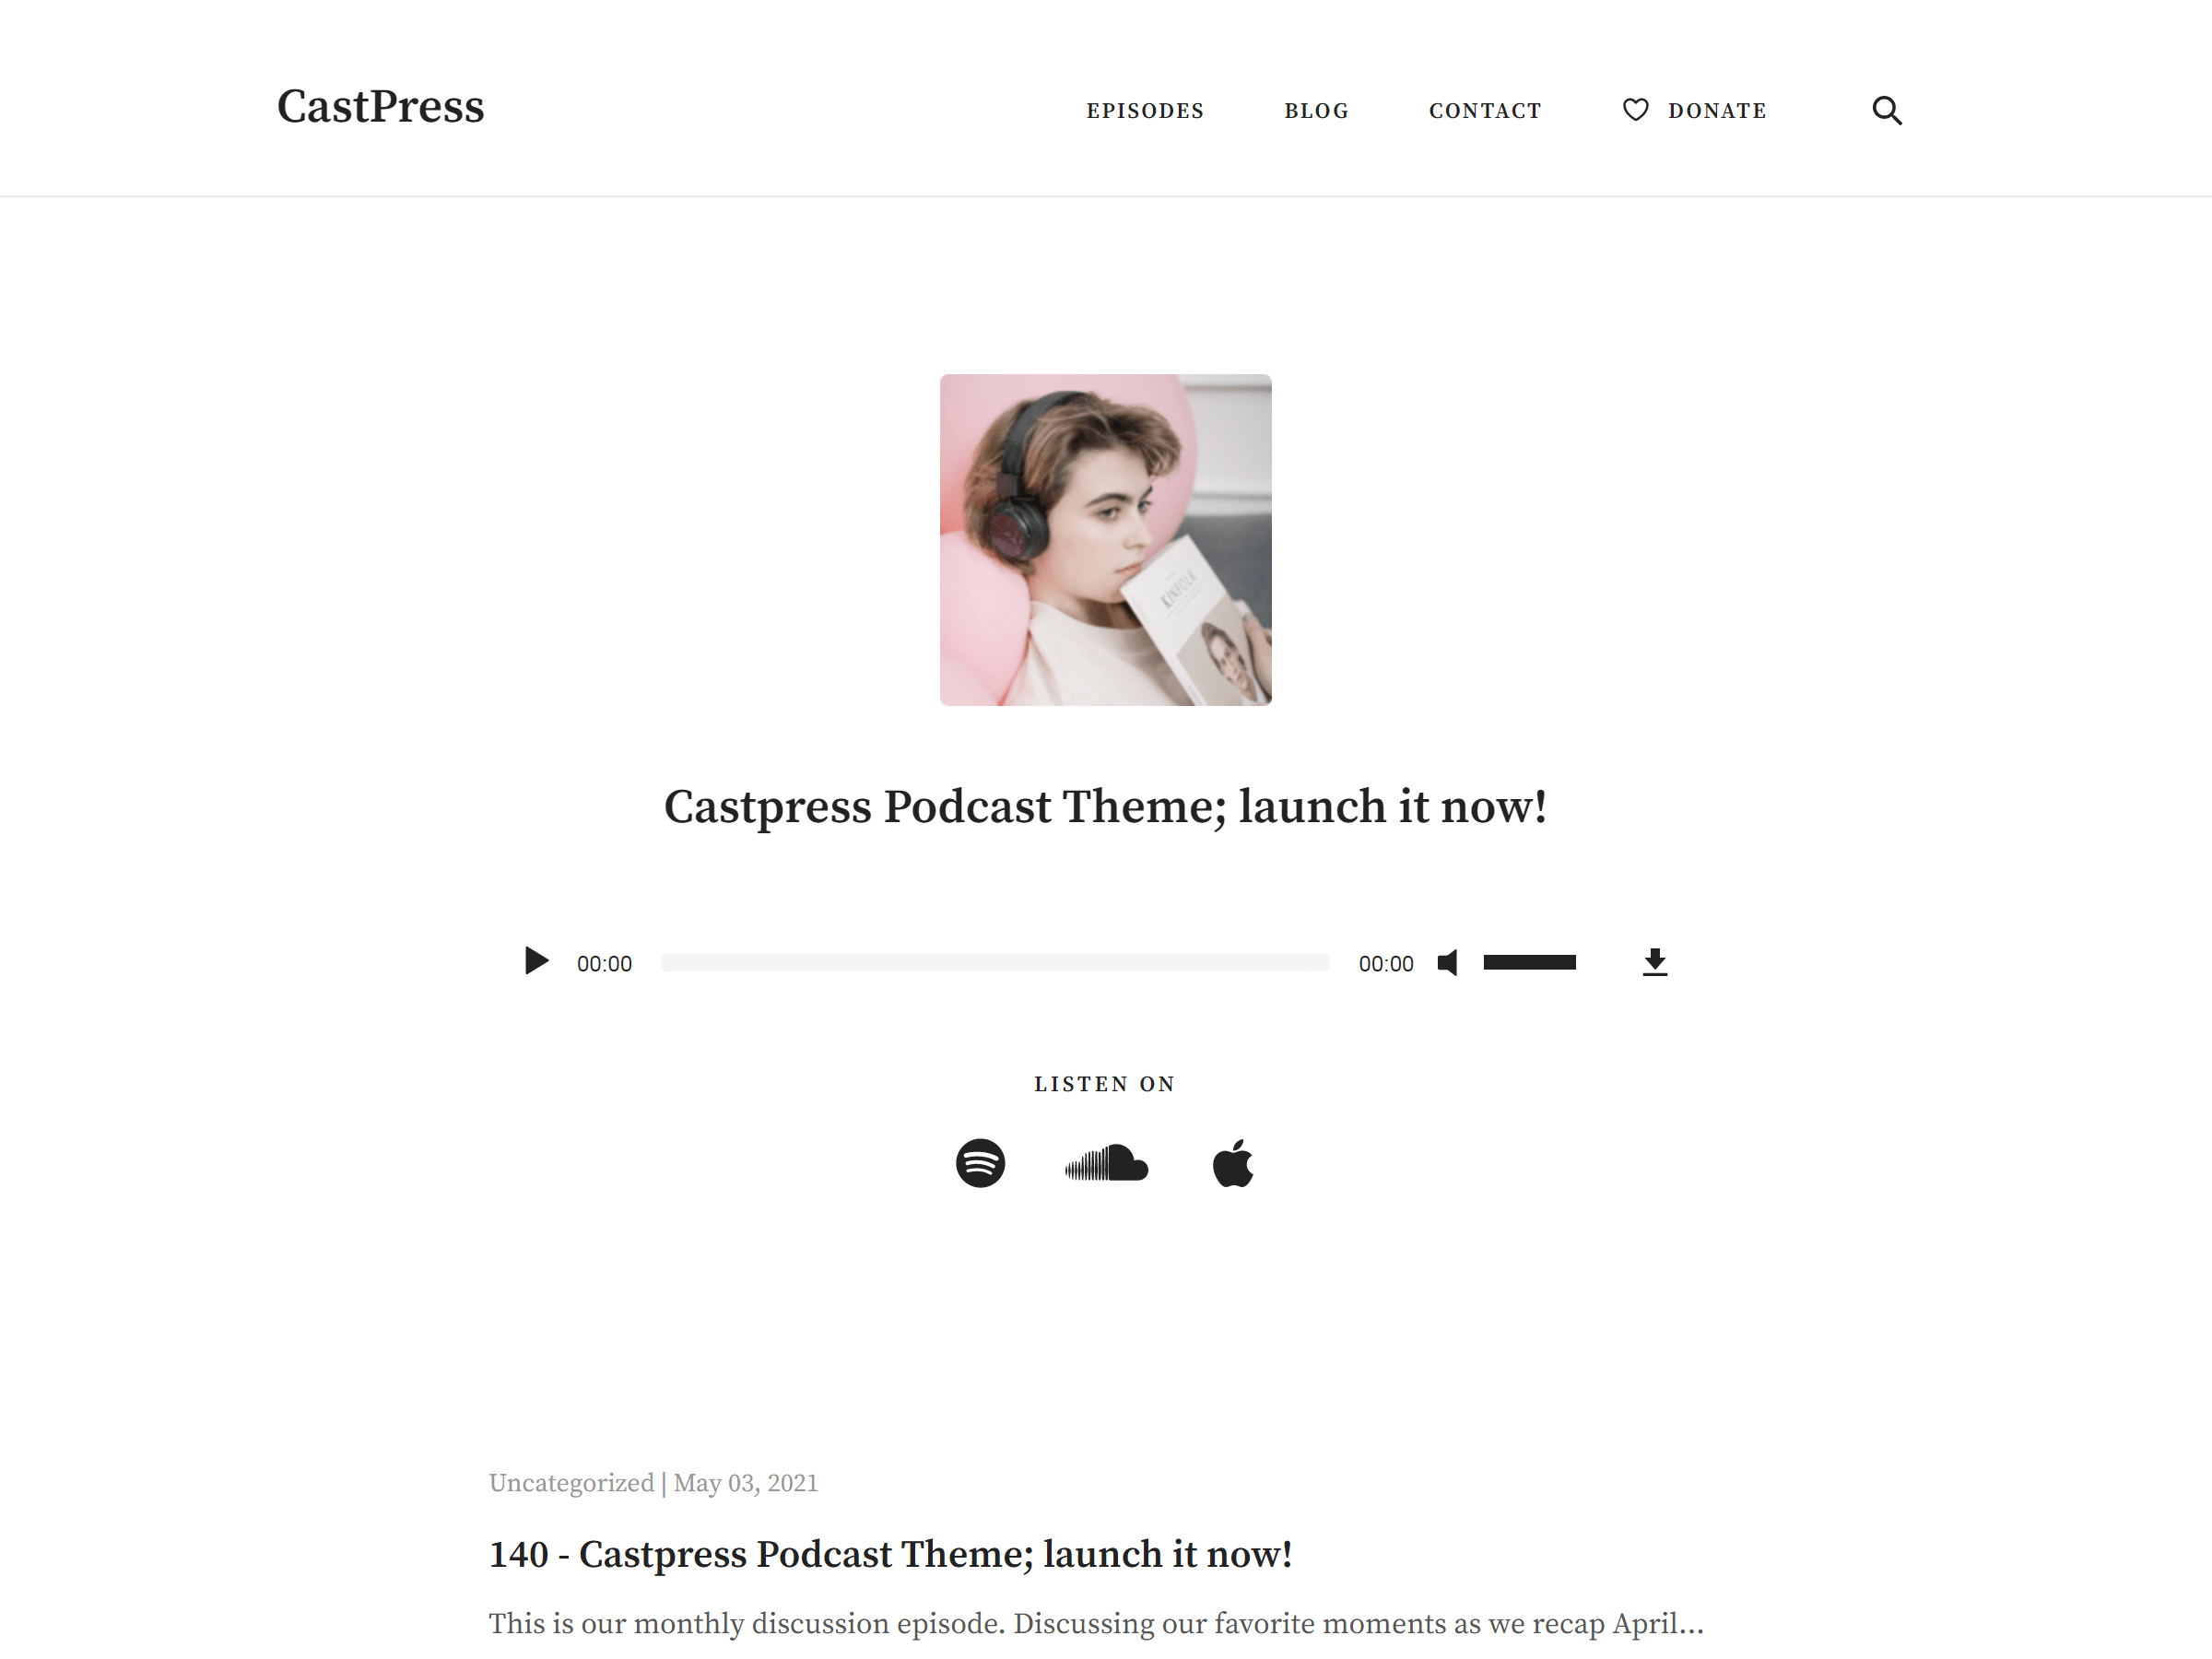 CastPress
EPISODES BLOG CONTACT DONATE
KINFOLK
Castpress Podcast Theme; launch it now!
00:00 00:00
LISTEN ON
Uncategorized | May 03, 2021
140 - Castpress Podcast Theme; launch it now!
This is our monthly discussion episode. Discussing our favorite moments as we recap April...